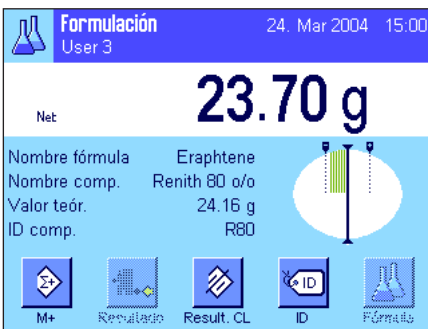 Formulación 24. Mar 2004 15:00
User 3
Net 23.70 g
Nombre fórmula Eraphtene
Nombre comp. Renith 80 o/o
Valor teór. 24.16 g
ID comp. R80
Σ+ ID
M+ Resultado Result. CL ID Fórmula